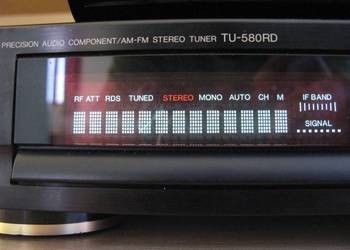 PRECISION AUDIO COMPONENT/AM-FM STEREO TUNER TU-580RD
RF ATT RDS TUNED STEREO MONO AUTO CH M IF BAND
SIGNAL